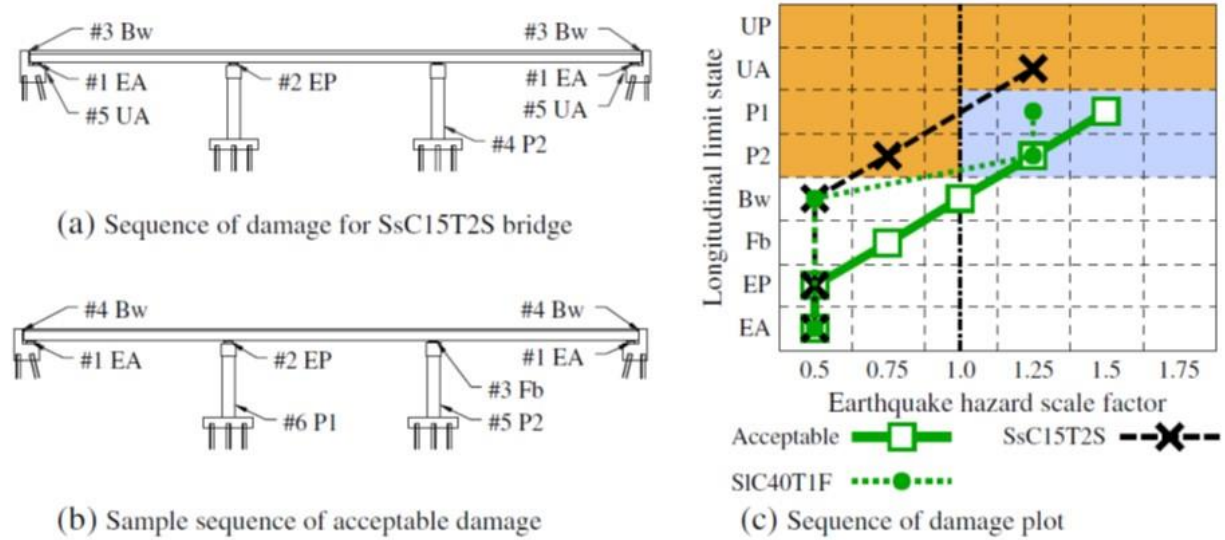 #3 Bw
#3 Bw
#1 EA
#2 EP
#1 EA
#5 UA
#5 UA
#4 P2
(a) Sequence of damage for SsC15T2S bridge
#4 Bw
#4 Bw
#1 EA
#2 EP
#1 EA
#3 Fb
#6 P1
#5 P2
(b) Sample sequence of acceptable damage
Longitudinal limit state
UP
UA
P1
P2
Bw
Fb
EP
EA
0.5 0.75 1.0 1.25 1.5 1.75
Earthquake hazard scale factor
Acceptable SsC15T2S
SlC40T1F
(c) Sequence of damage plot